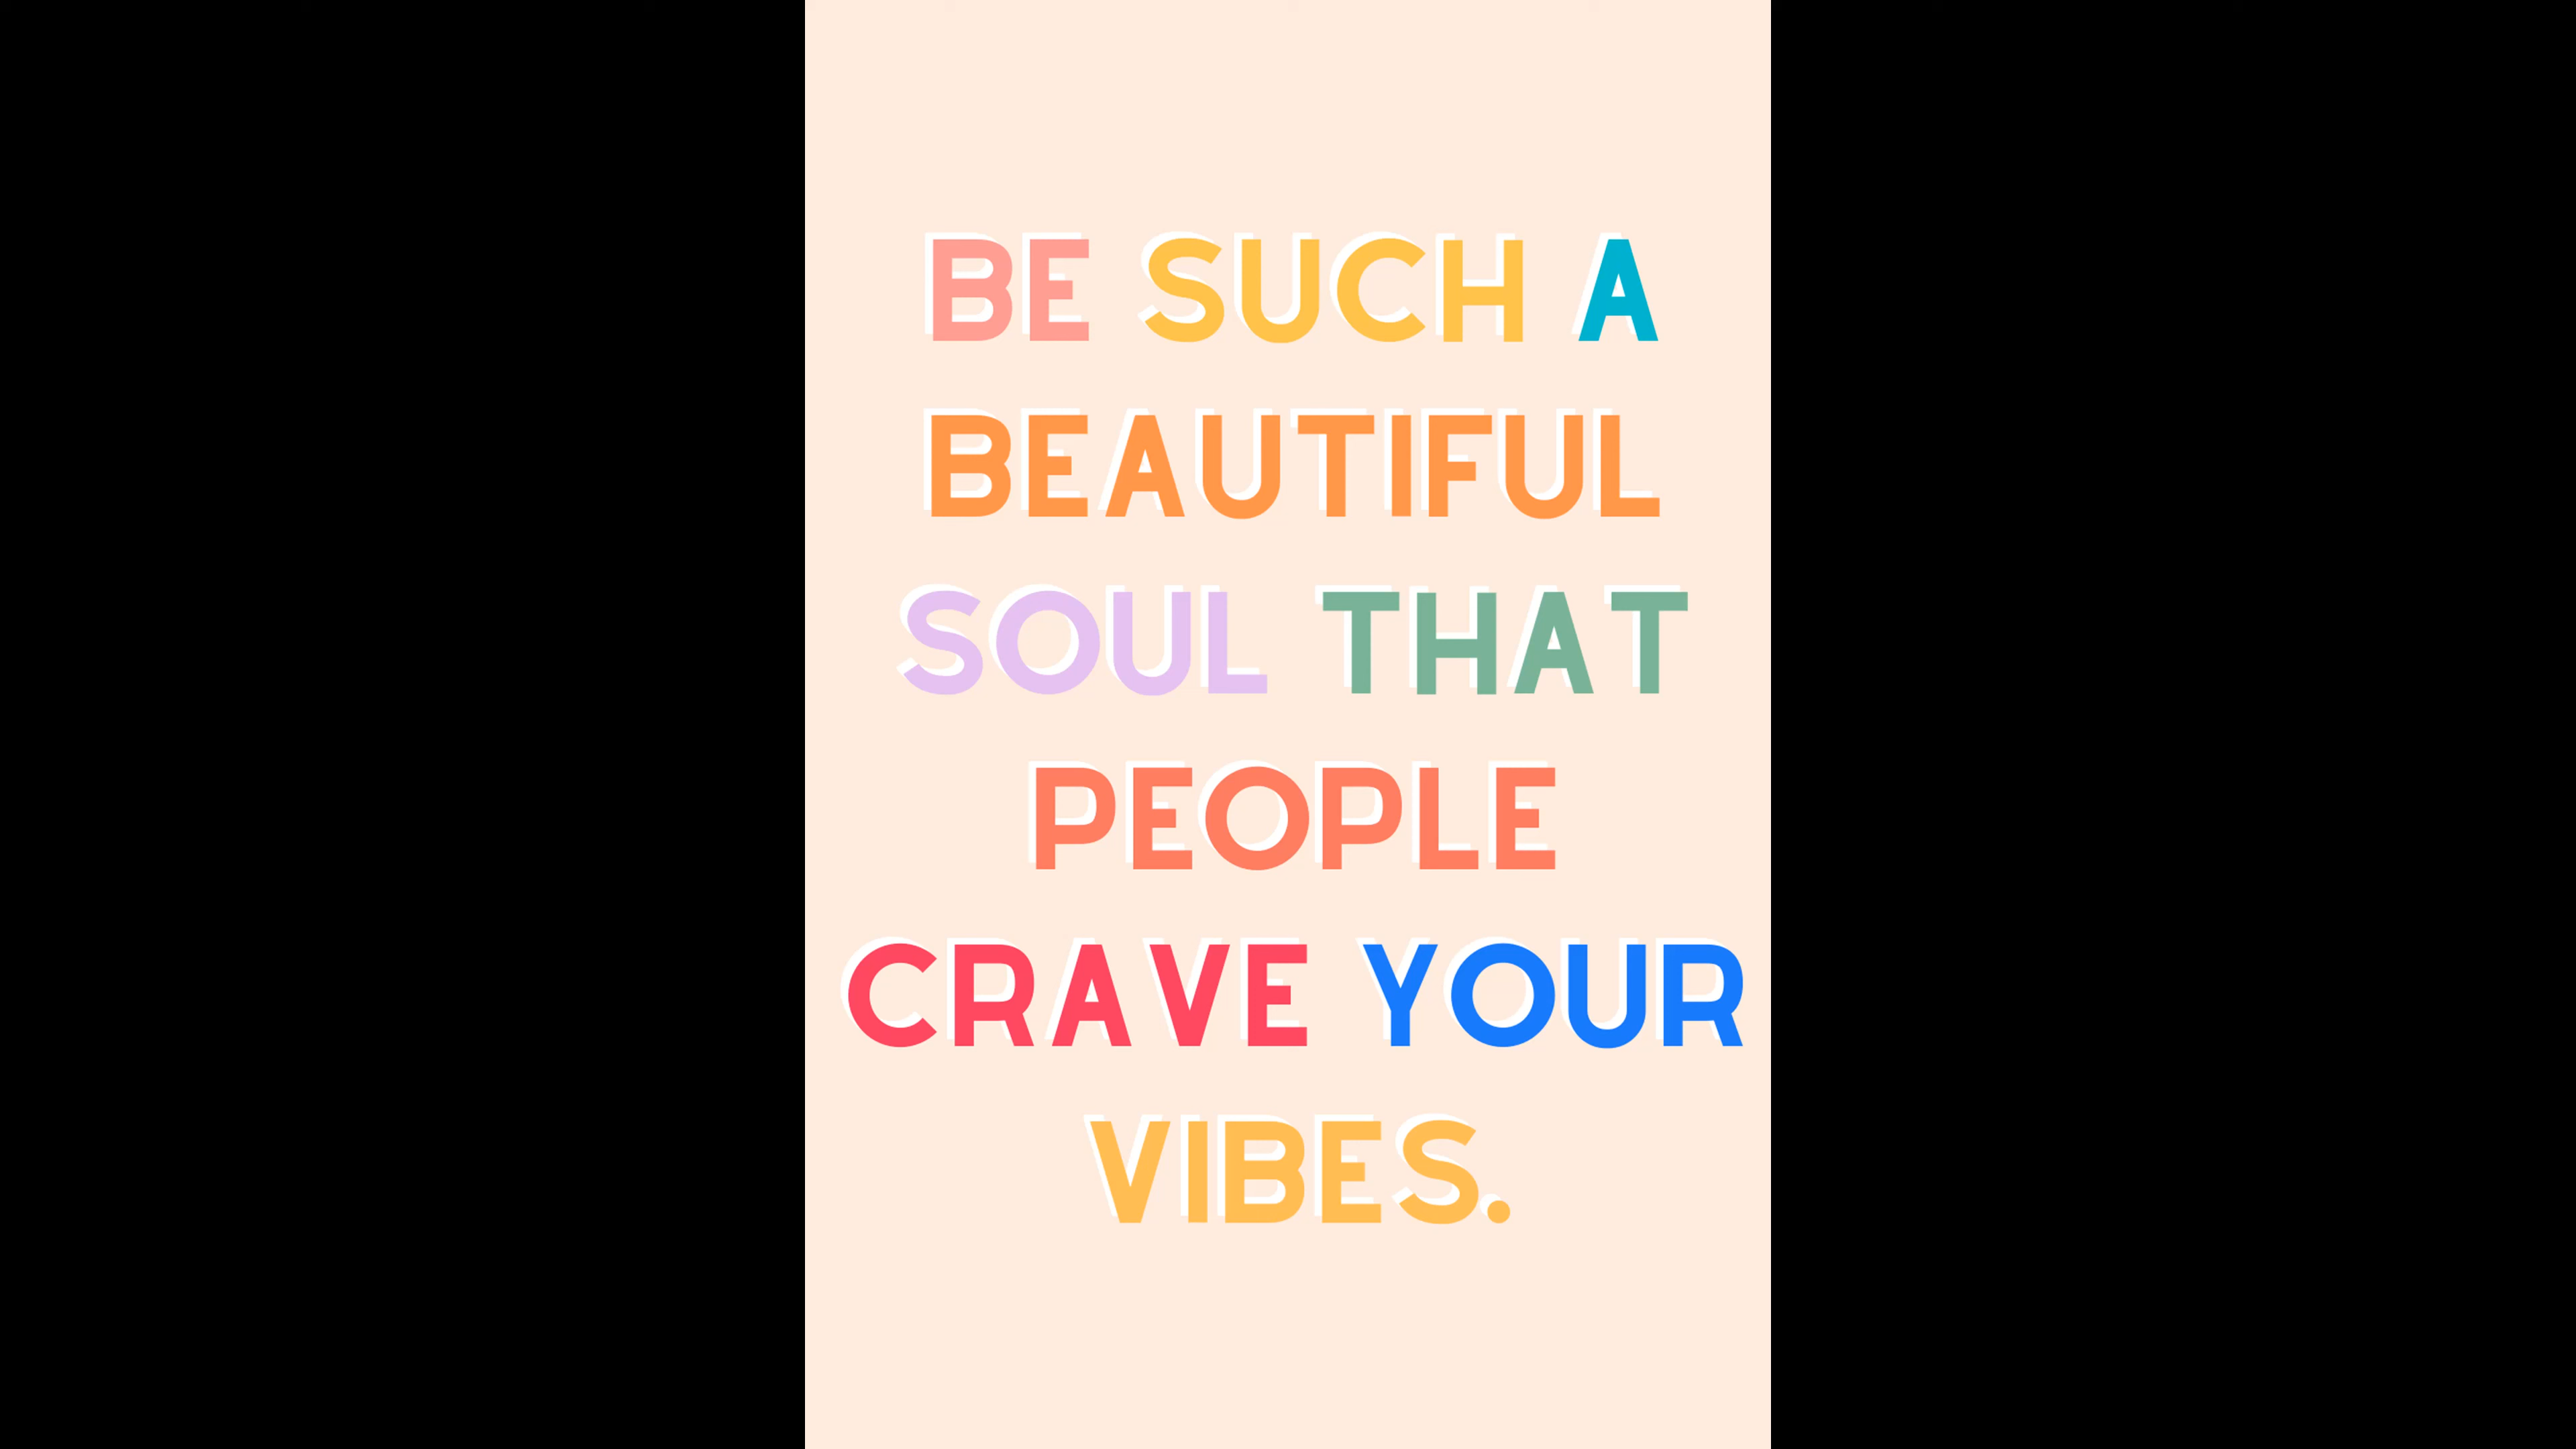 BE SUCH A
BEAUTIFUL
SOUL THAT
PEOPLE
CRAVE YOUR
VIBES.